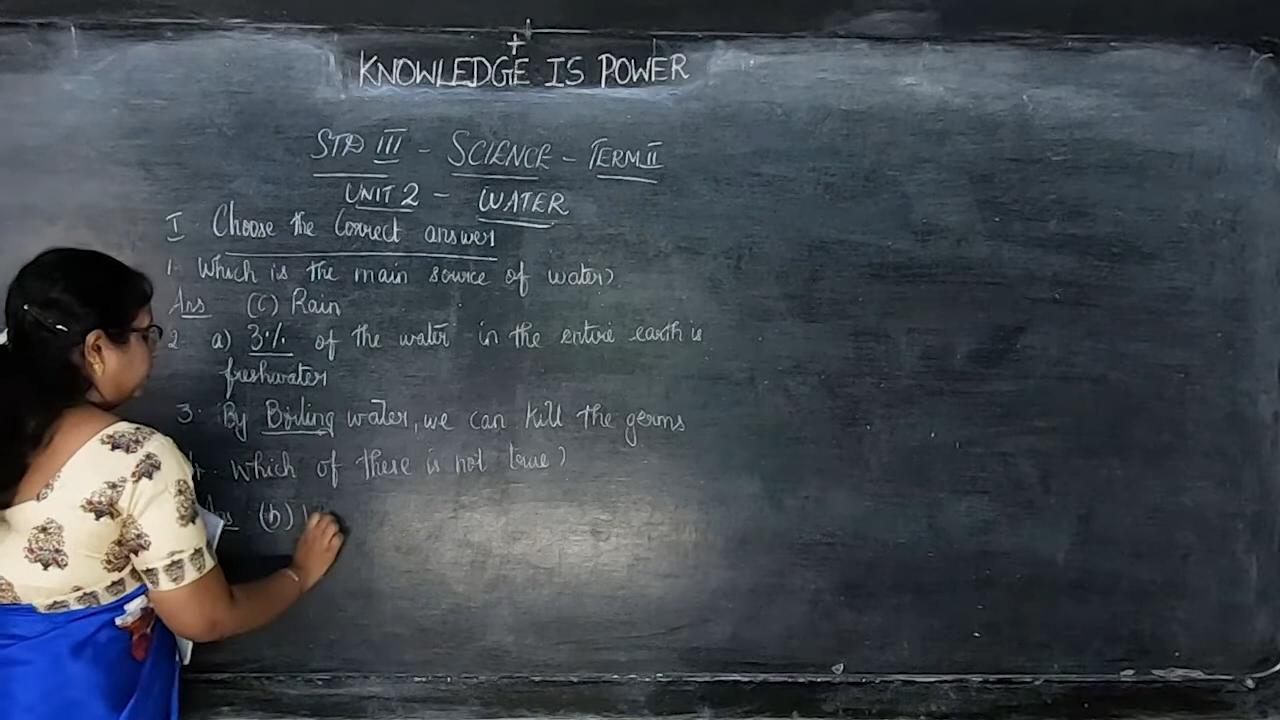 KNOWLEDGE IS POWER
STD III - SCIENCE - TERM II
UNIT 2 - WATER
I Choose the Correct answer
1. Which is the main source of water?
Ans (C) Rain
2. a) 3% of the water in the entire earth is
freshwater
3. By Boiling water, we can kill the germs
4. Which of these is not true?
Ans (b)